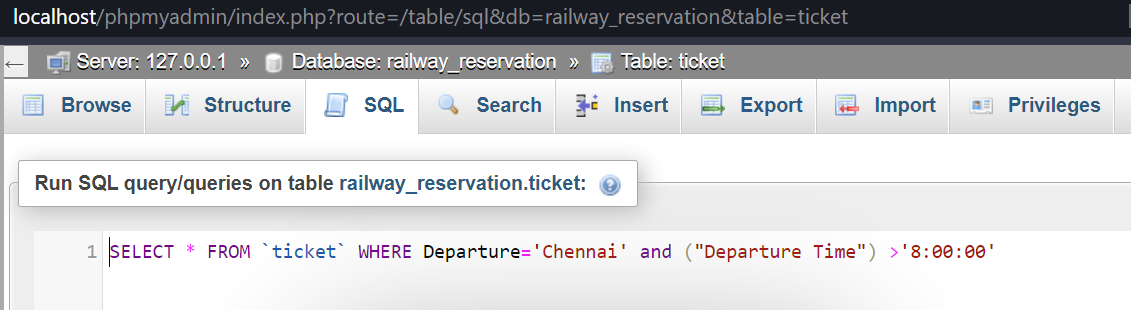 localhost/phpmyadmin/index.php?route=/table/sql&db=railway_reservation&table=ticket
← Server: 127.0.0.1 » Database: railway_reservation » Table: ticket
Browse Structure SQL Search Insert Export Import Privileges
Run SQL query/queries on table railway_reservation.ticket:
1 SELECT * FROM `ticket` WHERE Departure='Chennai' and ("Departure Time") >'8:00:00'